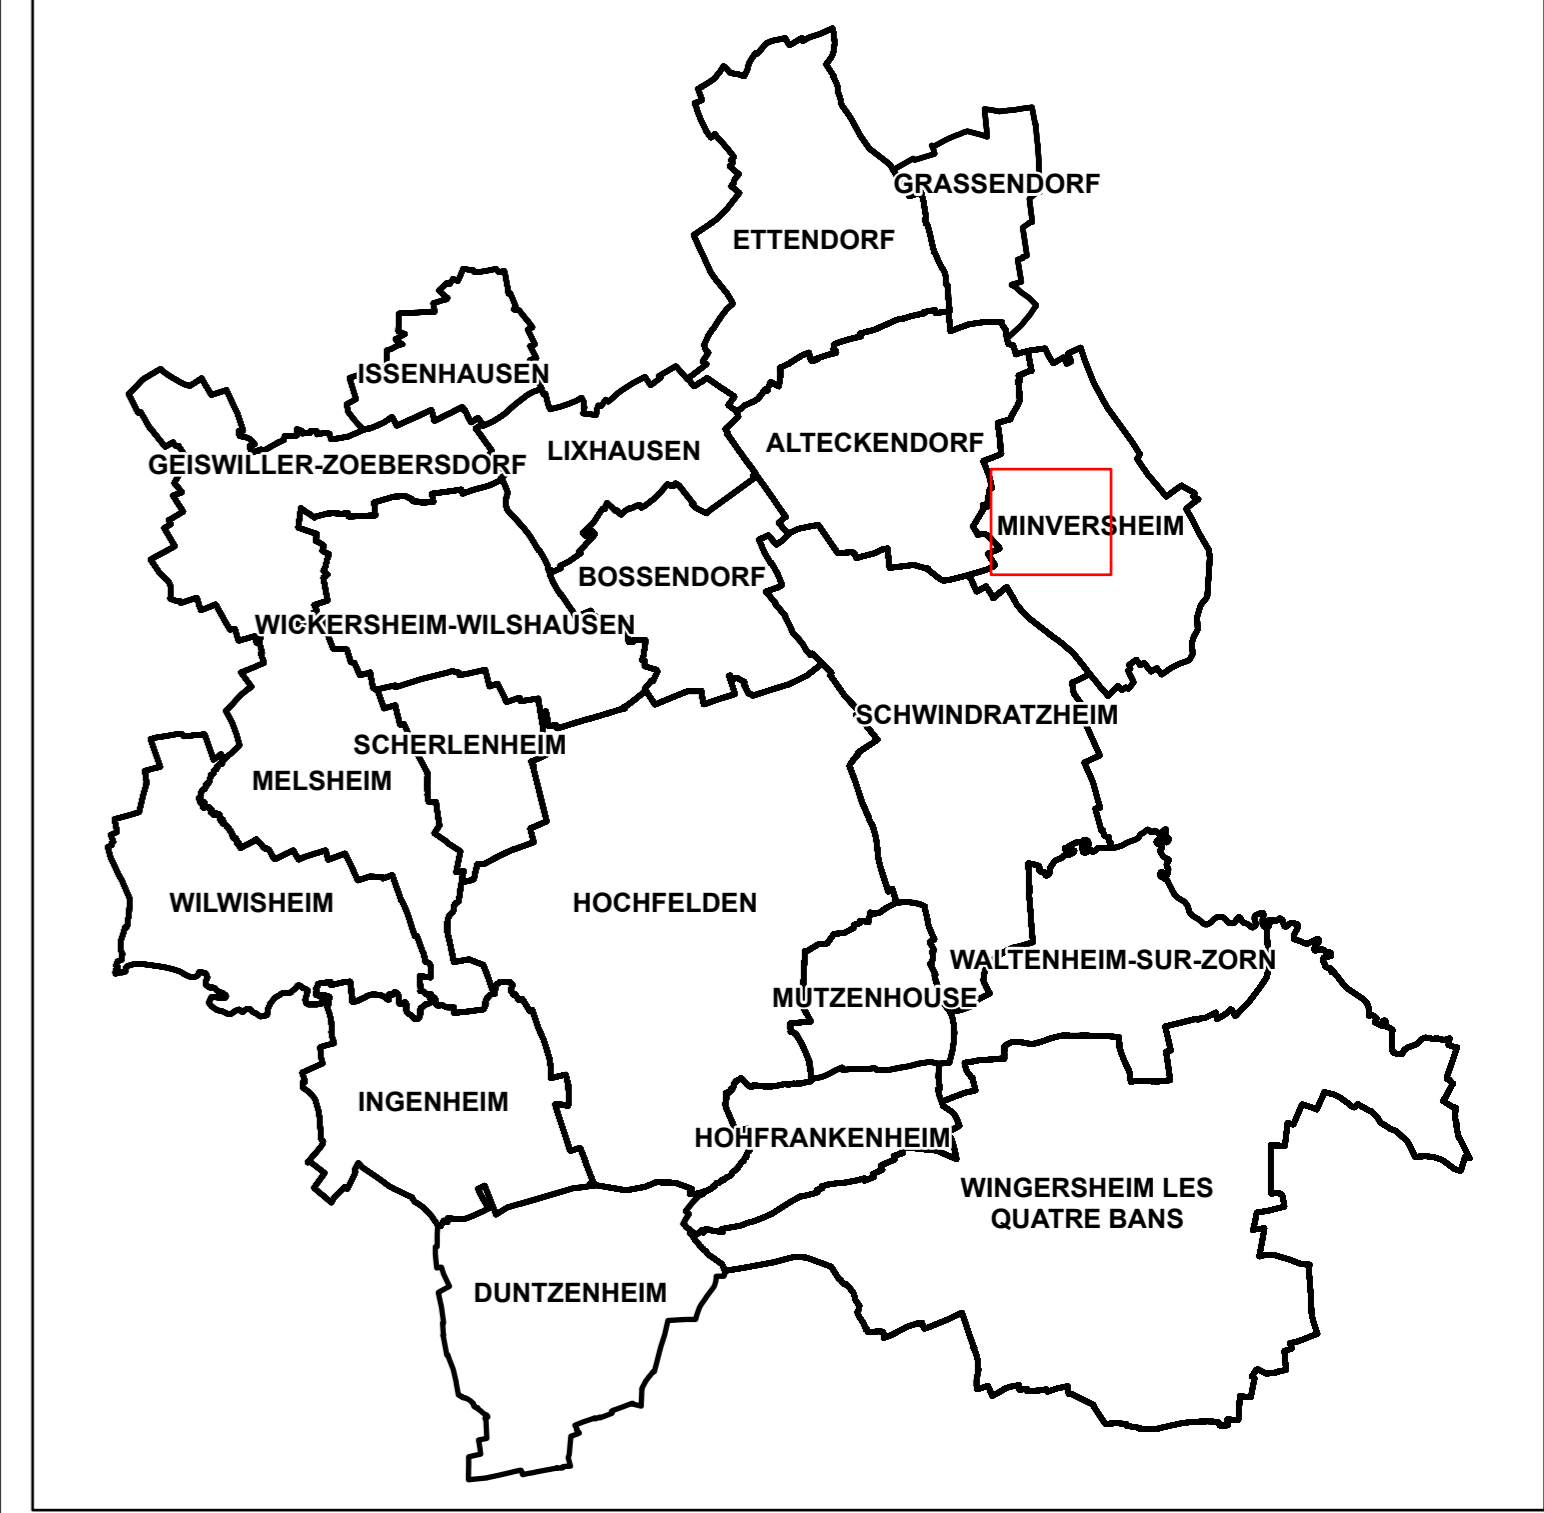 GRASSENDORF
ETTENDORF
ISSENHAUSEN
ALTECKENDORF
LIXHAUSEN
GEISWILLER-ZOEBERSDORF
MINVERSHEIM
BOSSENDORF
WICKERSHEIM-WILSHAUSEN
SCHWINDRATZHEIM
SCHERLENHEIM
MELSHEIM
WILWISHEIM
HOCHFELDEN
WALTENHEIM-SUR-ZORN
MUTZENHOUSE
INGENHEIM
HOHFRANKENHEIM
WINGERSHEIM LES
QUATRE BANS
DUNTZENHEIM